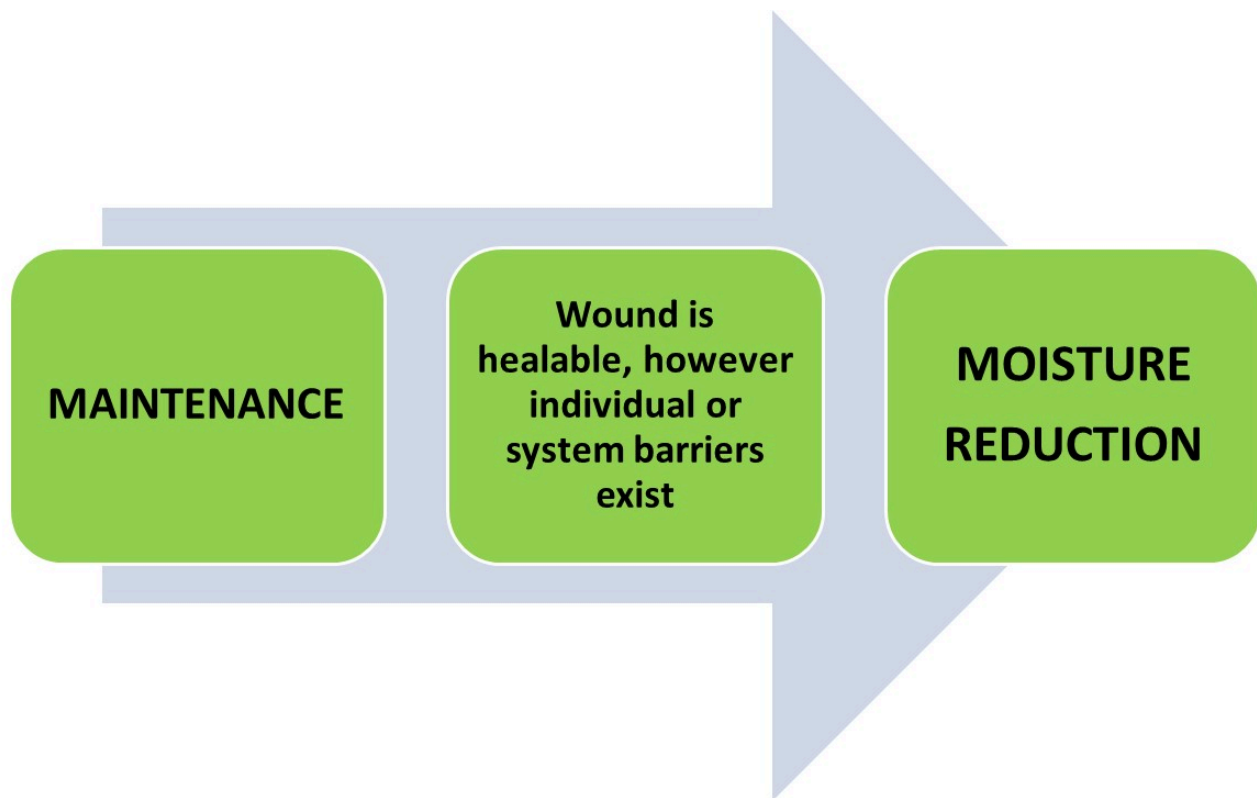 MAINTENANCE
Wound is
healable, however
individual or
system barriers
exist
MOISTURE
REDUCTION